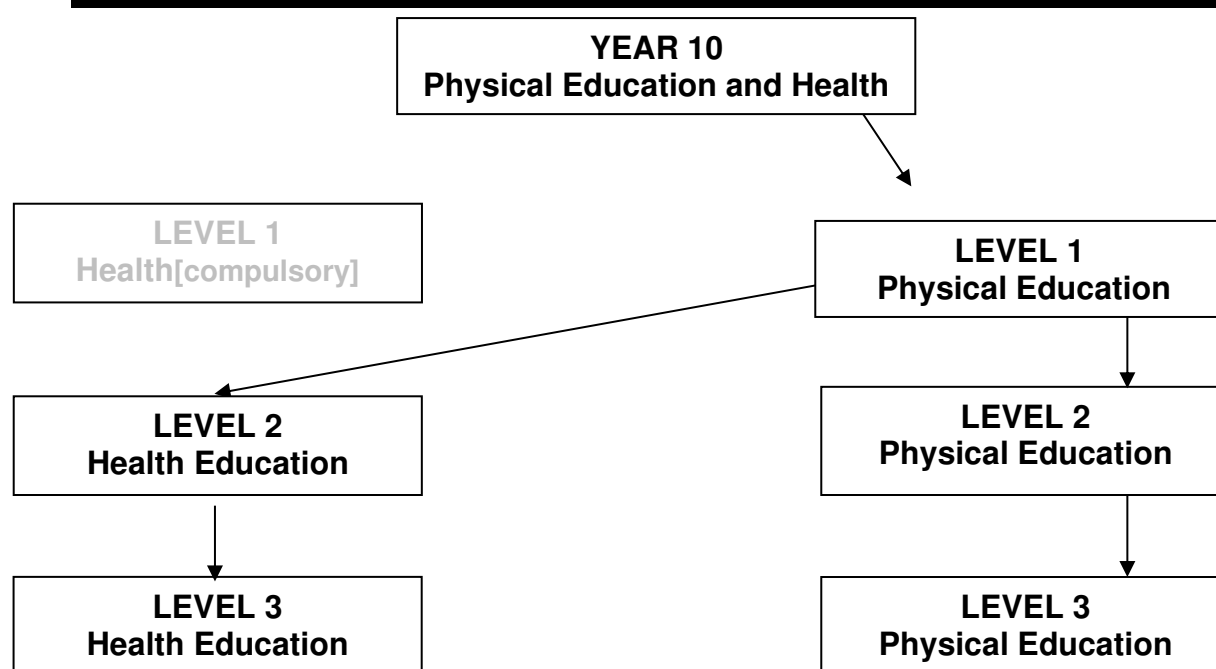 YEAR 10
Physical Education and Health
LEVEL 1
Health[compulsory]
LEVEL 1
Physical Education
LEVEL 2
Health Education
LEVEL 2
Physical Education
LEVEL 3
Health Education
LEVEL 3
Physical Education